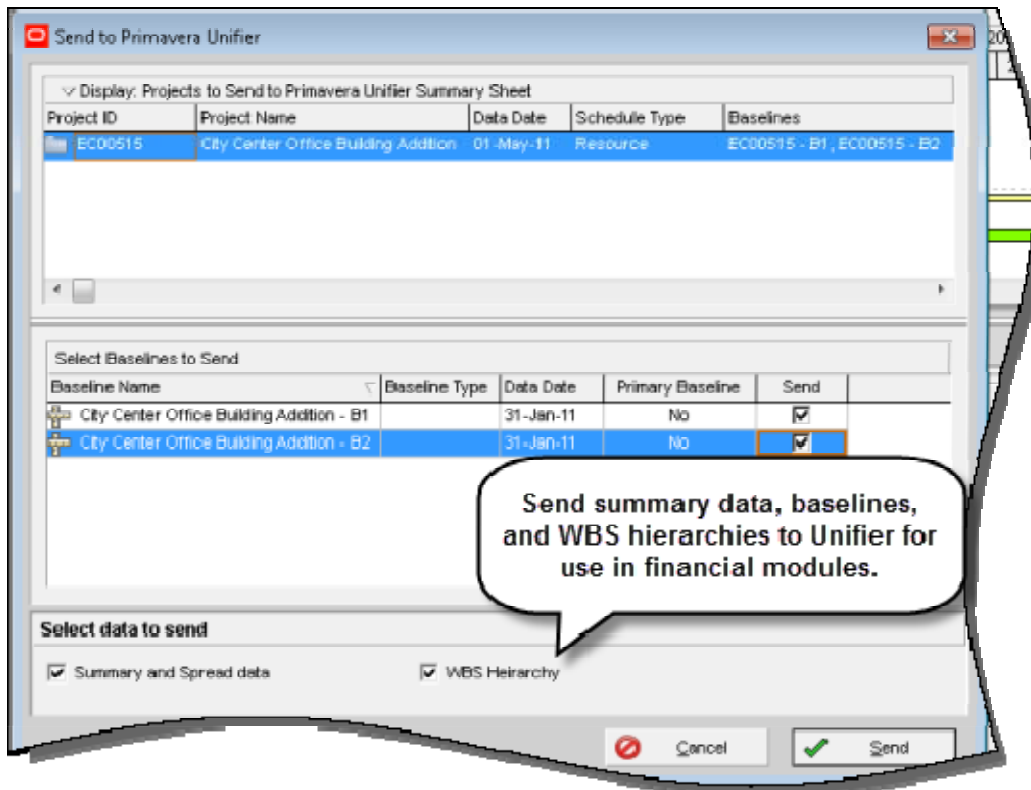 Send to Primavera Unifier
Display: Projects to Send to Primavera Unifier Summary Sheet
Project ID Project Name Data Date Schedule Type Baselines
EC00515 City Center Office Building Addition 01-May-11 Resource EC00515 - B1, EC00515 - B2
Select Baselines to Send
Baseline Name Baseline Type Data Date Primary Baseline Send
City Center Office Building Addition - B1 31-Jan-11 No
City Center Office Building Addition - B2 31-Jan-11 No
Send summary data, baselines,
and WBS hierarchies to Unifier for
use in financial modules.
Select data to send
Summary and Spread data WBS Heirarchy
Cancel Send